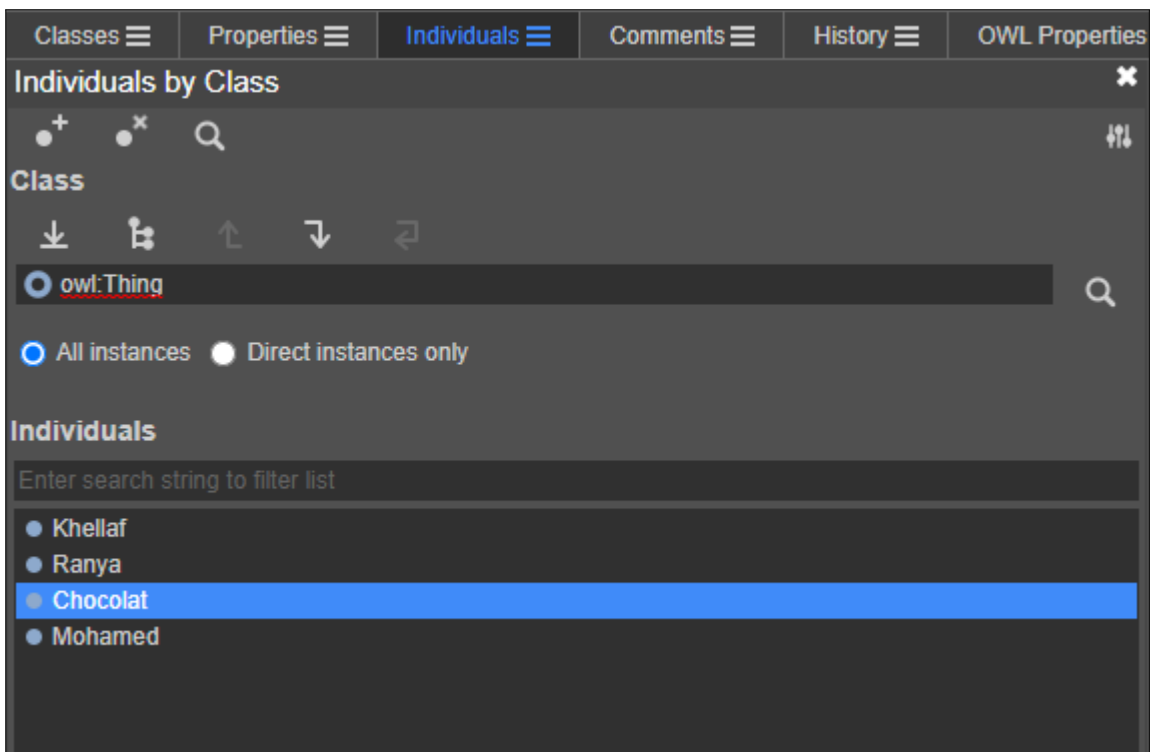 Classes Properties Individuals Comments History OWL Properties
Individuals by Class
Class
owl:Thing
All instances Direct instances only
Individuals
Enter search string to filter list
Khellaf
Ranya
Chocolat
Mohamed